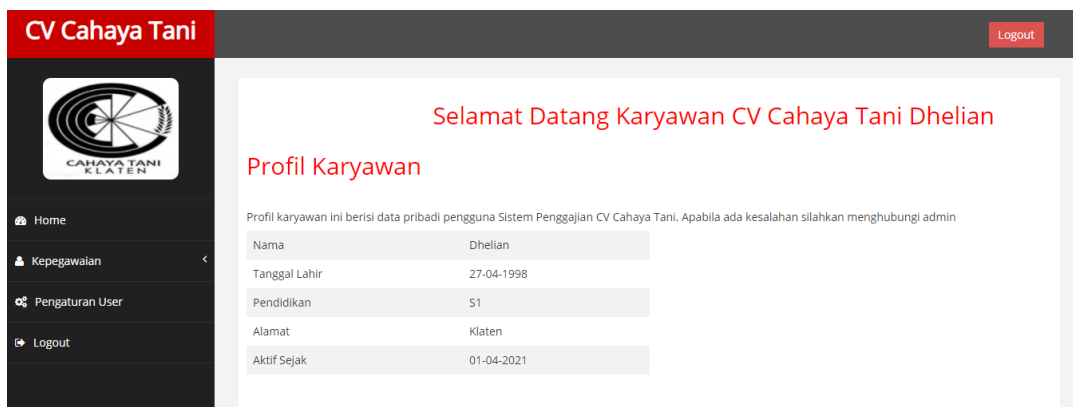 CV Cahaya Tani
Logout
CAHAYA TANI
KLATEN
Home
Kepegawaian
Pengaturan User
Logout
Selamat Datang Karyawan CV Cahaya Tani Dhelian
Profil Karyawan
Profil karyawan ini berisi data pribadi pengguna Sistem Penggajian CV Cahaya Tani. Apabila ada kesalahan silahkan menghubungi admin
Nama Dhelian
Tanggal Lahir 27-04-1998
Pendidikan S1
Alamat Klaten
Aktif Sejak 01-04-2021